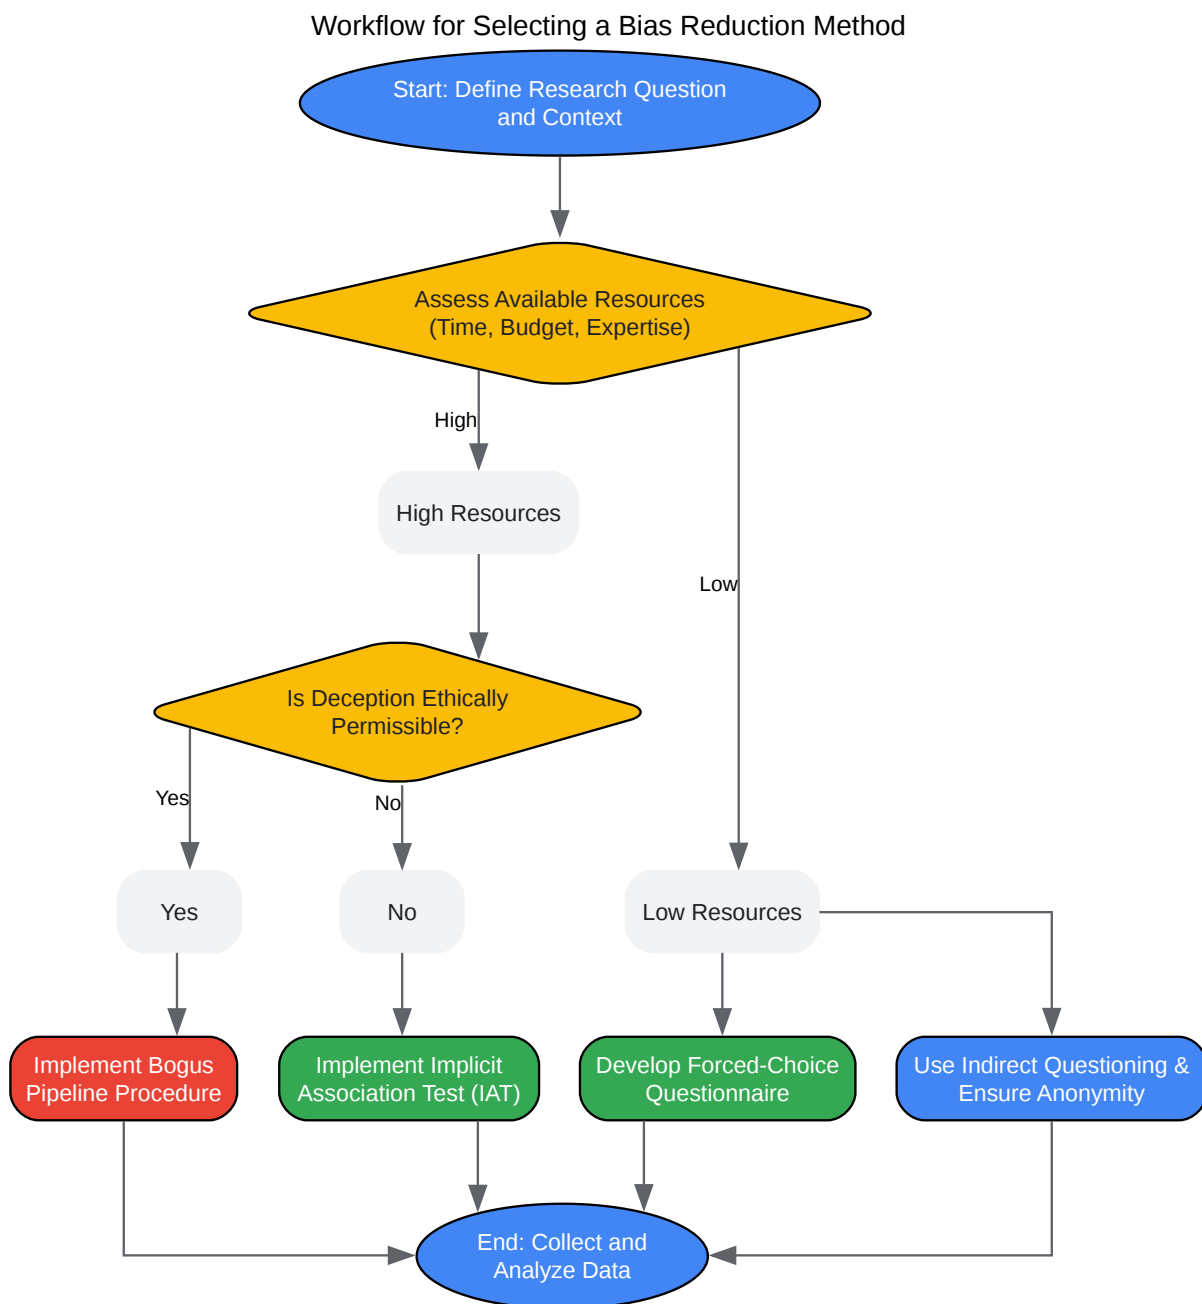 Workflow for Selecting a Bias Reduction Method
Start: Define Research Question
and Context
Assess Available Resources
(Time, Budget, Expertise)
High
High Resources
Low
Is Deception Ethically
Permissible?
Yes
No
Yes
No
Low Resources
Implement Bogus
Pipeline Procedure
Implement Implicit
Association Test (IAT)
Develop Forced-Choice
Questionnaire
Use Indirect Questioning &
Ensure Anonymity
End: Collect and
Analyze Data